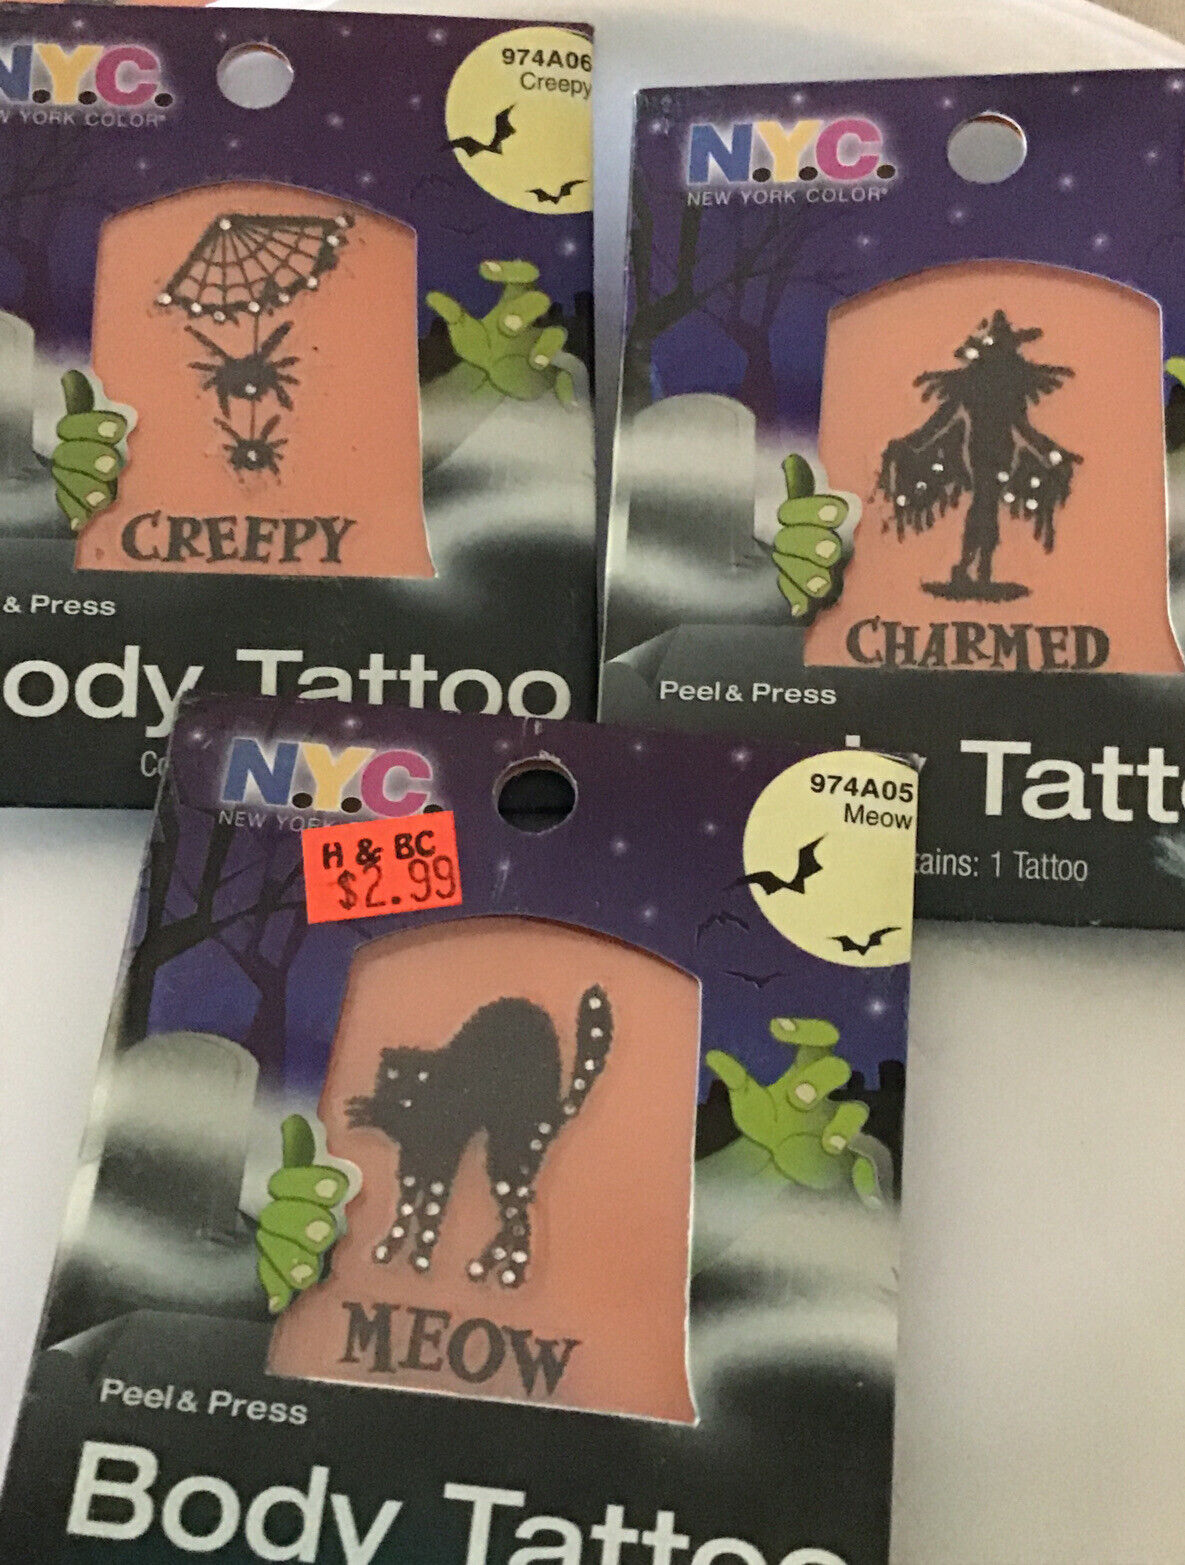 N.Y.C.
W YORK COLOR®
974A06
Creepy
CREEPY
& Press
ody Tattoo
N.Y.C.
NEW YORK COLOR®
CHARMED
Peel & Press
Tatt
tains: 1 Tattoo
N.Y.C.
NEW YORK
H & BC
$2.99
974A05
Meow
MEOW
Peel & Press
Body Tattoo